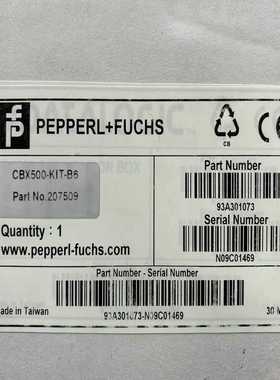 PEPPERL+FUCHS
CB
CBX500-KIT-B6
Part No.207509
Quantity : 1
www.pepperl-fuchs.com
Part Number
93A301073
Serial Number
N09C01469
Part Number - Serial Number
93A301073-N09C01469
Made in Taiwan
30 M